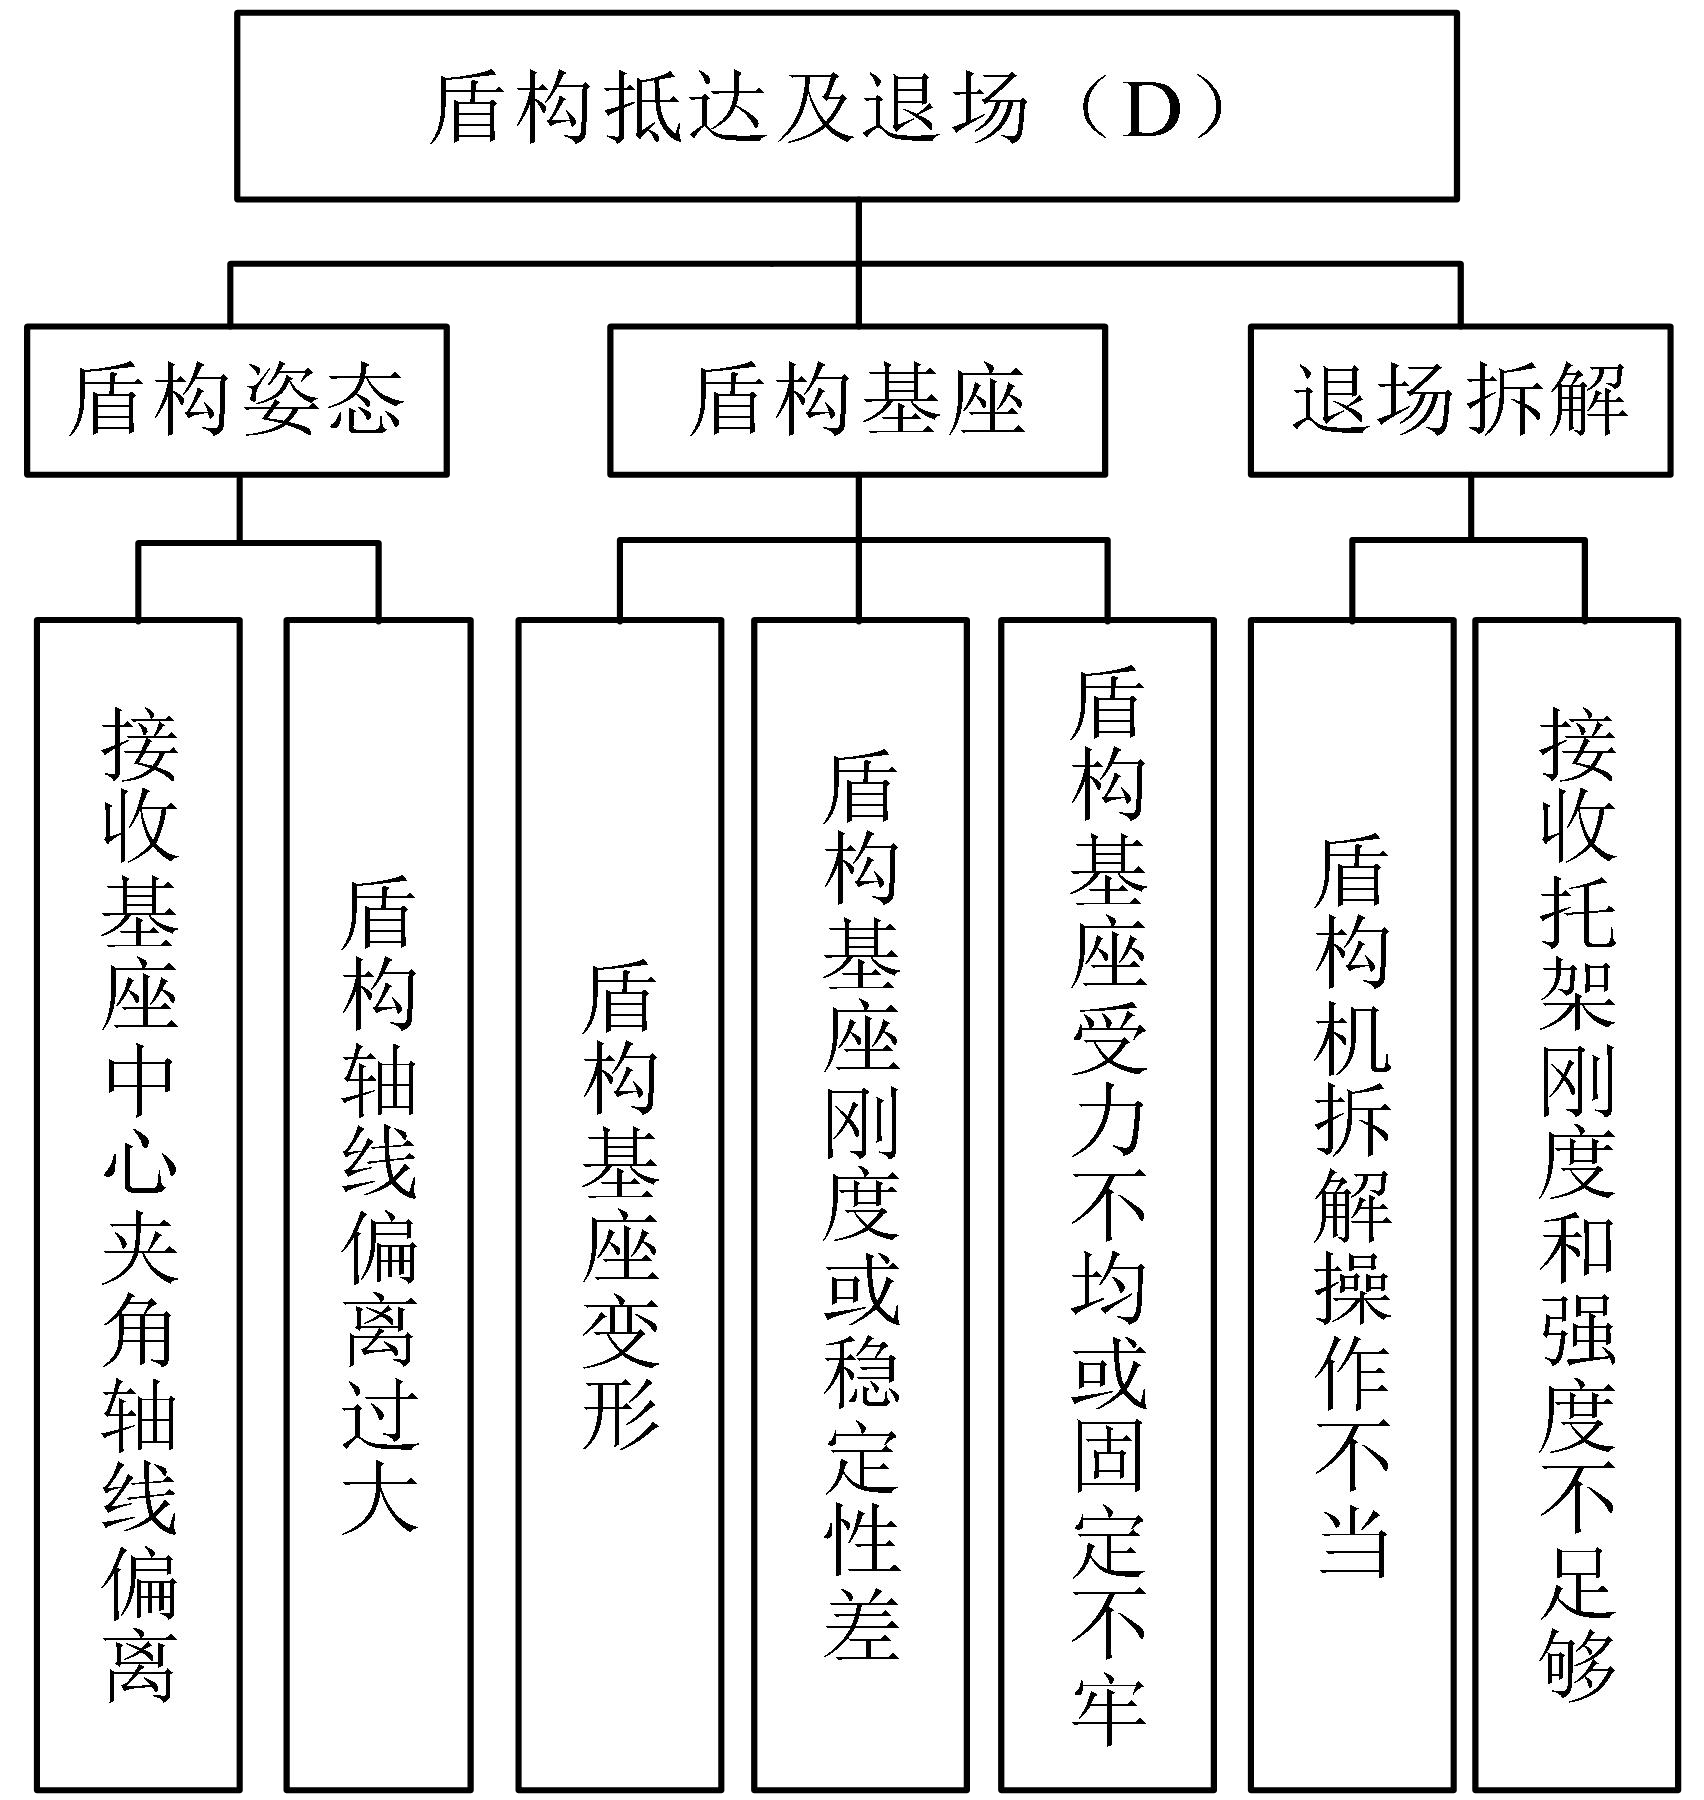 盾构抵达及退场（D）
盾构姿态
盾构基座
退场拆解
接收基座中心夹角轴线偏离
盾构轴线偏离过大
盾构基座变形
盾构基座刚度或稳定性差
盾构基座受力不均或固定不牢
盾构机拆解操作不当
接收托架刚度和强度不足够